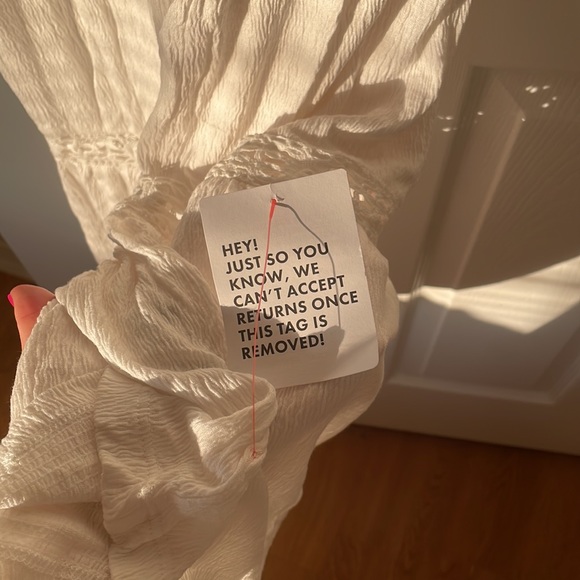 HEY!
JUST SO YOU
KNOW, WE
CAN'T ACCEPT
RETURNS ONCE
THIS TAG IS
REMOVED!